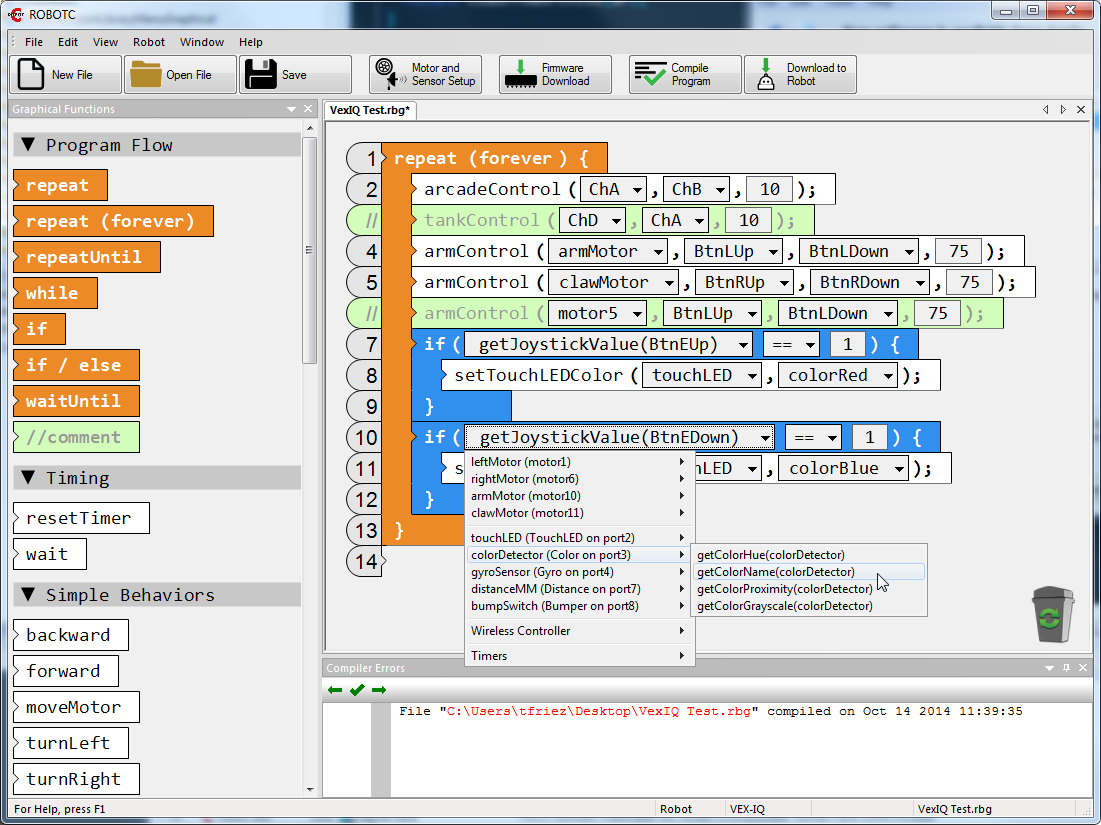 ROBOTC
File Edit View Robot Window Help
New File
Open File
Save
Motor and
Sensor Setup
Firmware
Download
Compile
Program
Download to
Robot
Graphical Functions
Program Flow
repeat
repeat (forever)
repeatUntil
while
if
if / else
waitUntil
//comment
Timing
resetTimer
wait
Simple Behaviors
backward
forward
moveMotor
turnLeft
turnRight
VexIQ Test.rbg*
1 repeat (forever ) {
2 arcadeControl ( ChA , ChB , 10 );
// tankControl ( ChD , ChA , 10 );
4 armControl ( armMotor , BtnLUp , BtnLDown , 75 );
5 armControl ( clawMotor , BtnRUp , BtnRDown , 75 );
// armControl ( motor5 , BtnLUp , BtnLDown , 75 );
7 if ( getJoystickValue(BtnEUp) == 1 ) {
8 setTouchLEDColor ( touchLED , colorRed );
9 }
10 if ( getJoystickValue(BtnEDown) == 1 ) {
11 s hLED , colorBlue );
12 }
13 }
14
leftMotor (motor1)
rightMotor (motor6)
armMotor (motor10)
clawMotor (motor11)
touchLED (TouchLED on port2)
colorDetector (Color on port3)
gyroSensor (Gyro on port4)
distanceMM (Distance on port7)
bumpSwitch (Bumper on port8)
Wireless Controller
Timers
getColorHue(colorDetector)
getColorName(colorDetector)
getColorProximity(colorDetector)
getColorGrayscale(colorDetector)
Compiler Errors
File "C:\Users\tfriez\Desktop\VexIQ Test.rbg" compiled on Oct 14 2014 11:39:35
For Help, press F1
Robot
VEX-IQ
VexIQ Test.rbg